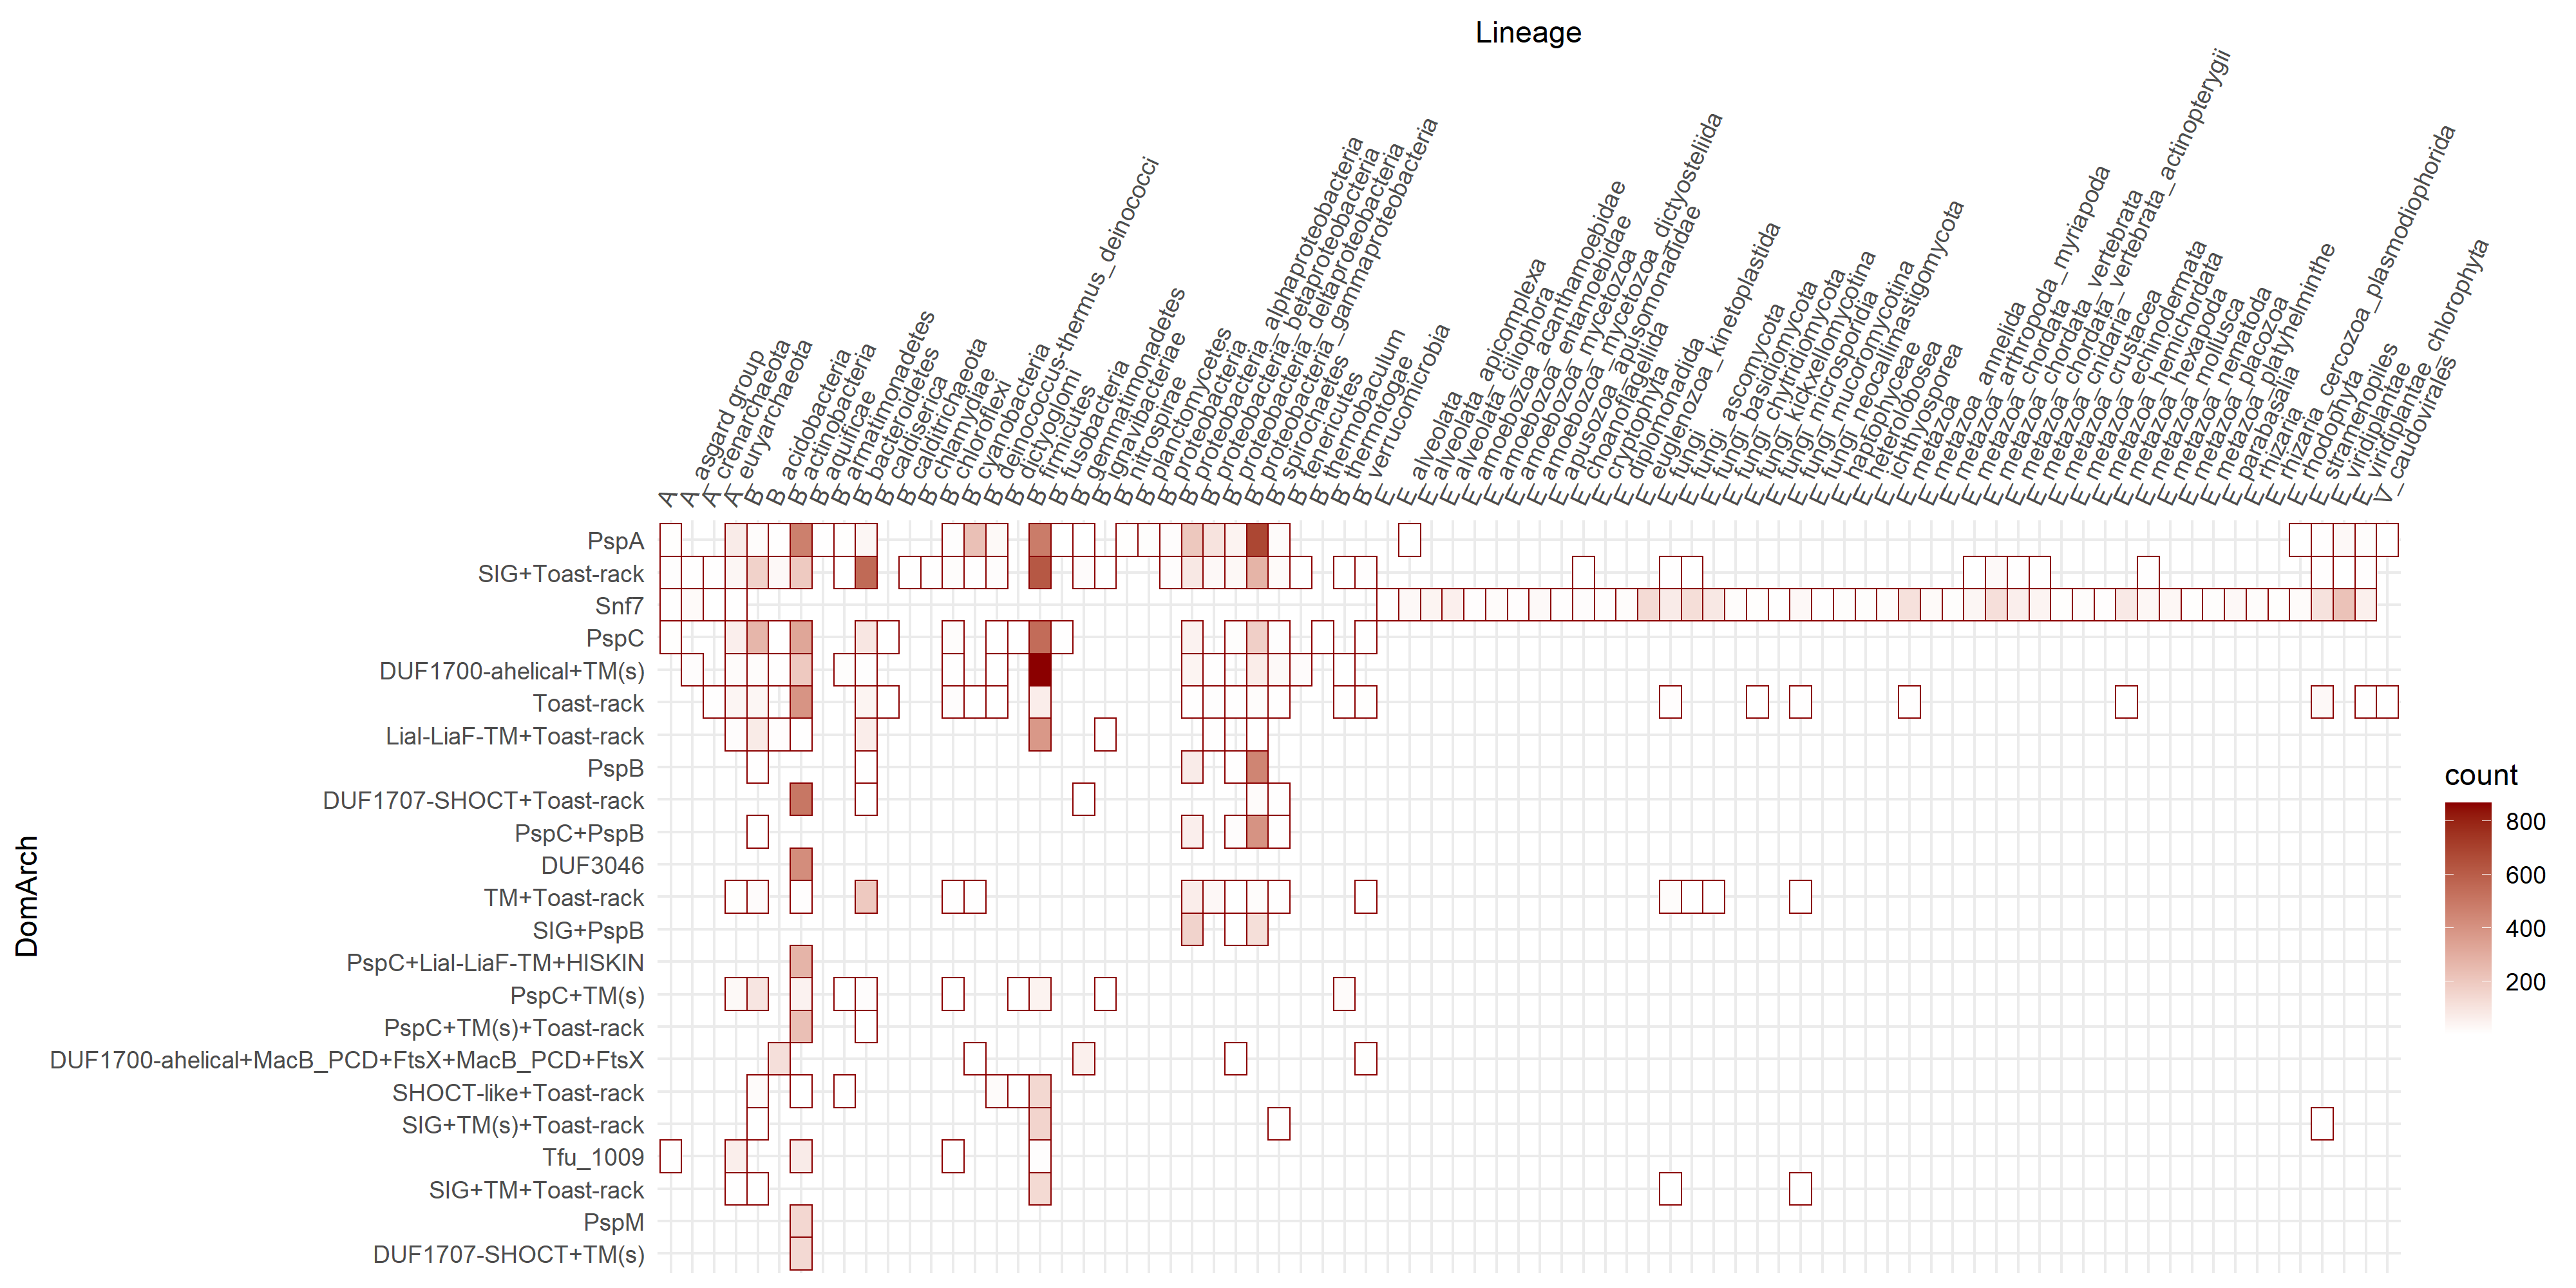 Lineage
A
A_asgard group
A_crenarchaeota
A_euryarchaeota
B
B_acidobacteria
B_actinobacteria
B_aquificae
B_armatimonadetes
B_bacteroidetes
B_caldiserica
B_calditrichaeota
B_chlamydiae
B_chloroflexi
B_cyanobacteria
B_deinococcus-thermus_deinococci
B_dictyoglomi
B_firmicutes
B_fusobacteria
B_gemmatimonadetes
B_ignavibacteriae
B_nitrospirae
B_planctomycetes
B_proteobacteria
B_proteobacteria_alphaproteobacteria
B_proteobacteria_betaproteobacteria
B_proteobacteria_deltaproteobacteria
B_proteobacteria_gammaproteobacteria
B_spirochaetes
B_tenericutes
B_thermobaculum
B_thermotogae
B_verrucomicrobia
E
E_alveolata
E_alveolata_apicomplexa
E_alveolata_ciliophora
E_amoebozoa_acanthamoebidae
E_amoebozoa_entamoebidae
E_amoebozoa_mycetozoa
E_amoebozoa_mycetozoa_dictyosteliida
E_apusozoa_apusomonadidae
E_choanoflagellida
E_cryptophyta
E_diplomonadida
E_euglenozoa_kinetoplastida
E_fungi
E_fungi_ascomycota
E_fungi_basidiomycota
E_fungi_chytridiomycota
E_fungi_kickxellomycotina
E_fungi_microsporidia
E_fungi_mucoromycotina
E_fungi_neocallimastigomycota
E_haptophyceae
E_heterolobosea
E_ichthyosporea
E_metazoa
E_metazoa_annelida
E_metazoa_arthropoda_myriapoda
E_metazoa_chordata
E_metazoa_chordata_vertebrata
E_metazoa_chordata_vertebrata_actinopterygii
E_metazoa_cnidaria
E_metazoa_crustacea
E_metazoa_echinodermata
E_metazoa_hemichordata
E_metazoa_hexapoda
E_metazoa_mollusca
E_metazoa_nematoda
E_metazoa_placozoa
E_metazoa_platyhelminthe
E_parabasalia
E_rhizaria
E_rhizaria_cercozoa_plasmodiophorida
E_rhodophyta
E_stramenopiles
E_viridiplantae
E_viridiplantae_chlorophyta
V_caudovirales
DomArch
PspA
SIG+Toast-rack
Snf7
PspC
DUF1700-ahelical+TM(s)
Toast-rack
LiaI-LiaF-TM+Toast-rack
PspB
DUF1707-SHOCT+Toast-rack
PspC+PspB
DUF3046
TM+Toast-rack
SIG+PspB
PspC+LiaI-LiaF-TM+HISKIN
PspC+TM(s)
PspC+TM(s)+Toast-rack
DUF1700-ahelical+MacB_PCD+FtsX+MacB_PCD+FtsX
SHOCT-like+Toast-rack
SIG+TM(s)+Toast-rack
Tfu_1009
SIG+TM+Toast-rack
PspM
DUF1707-SHOCT+TM(s)
count
800
600
400
200